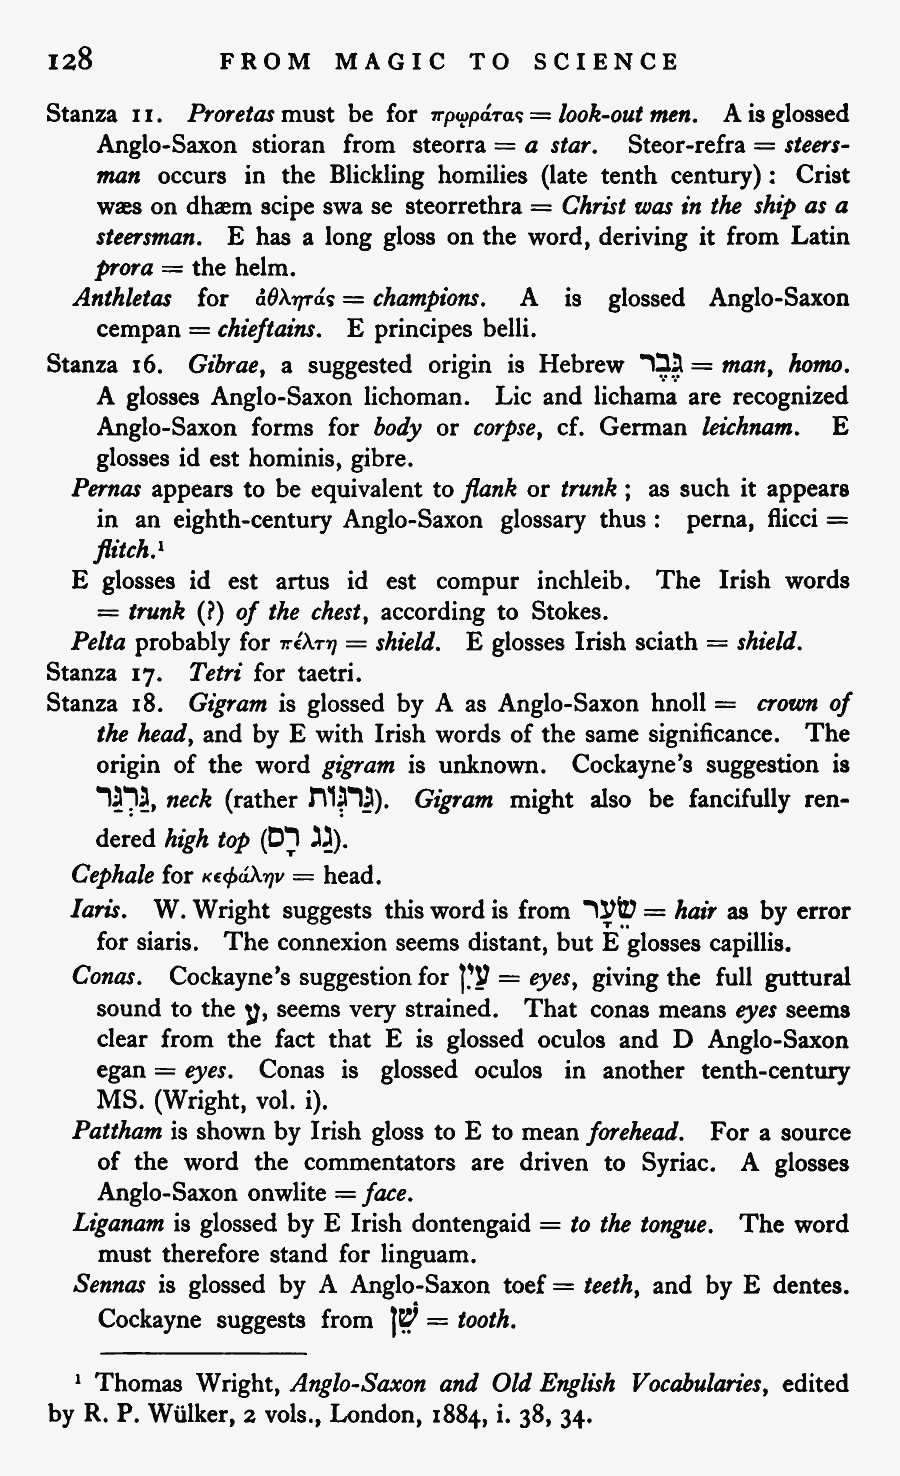 128 FROM MAGIC TO SCIENCE
Stanza 11. Proretas must be for πρῳράτας = look-out men. A is glossed
Anglo-Saxon stioran from steorra = a star. Steor-refra = steers-
man occurs in the Blickling homilies (late tenth century) : Crist
wæs on dhæm scipe swa se steorrethra = Christ was in the ship as a
steersman. E has a long gloss on the word, deriving it from Latin
prora = the helm.
Anthletas for ἀθλητάς = champions. A is glossed Anglo-Saxon
cempan = chieftains. E principes belli.
Stanza 16. Gibrae, a suggested origin is Hebrew גֶּבֶר = man, homo.
A glosses Anglo-Saxon lichoman. Lic and lichama are recognized
Anglo-Saxon forms for body or corpse, cf. German leichnam. E
glosses id est hominis, gibre.
Pernas appears to be equivalent to flank or trunk ; as such it appears
in an eighth-century Anglo-Saxon glossary thus : perna, flicci =
flitch.¹
E glosses id est artus id est compur inchleib. The Irish words
= trunk (?) of the chest, according to Stokes.
Pelta probably for πέλτη = shield. E glosses Irish sciath = shield.
Stanza 17. Tetri for taetri.
Stanza 18. Gigram is glossed by A as Anglo-Saxon hnoll = crown of
the head, and by E with Irish words of the same significance. The
origin of the word gigram is unknown. Cockayne's suggestion is
גַּרְגַּר, neck (rather גַּרְגּוֹת). Gigram might also be fancifully ren-
dered high top (גַּג רָם).
Cephale for κεφάλην = head.
Iaris. W. Wright suggests this word is from שֵׂעָר = hair as by error
for siaris. The connexion seems distant, but E glosses capillis.
Conas. Cockayne's suggestion for עַיִן = eyes, giving the full guttural
sound to the ע, seems very strained. That conas means eyes seems
clear from the fact that E is glossed oculos and D Anglo-Saxon
egan = eyes. Conas is glossed oculos in another tenth-century
MS. (Wright, vol. i).
Pattham is shown by Irish gloss to E to mean forehead. For a source
of the word the commentators are driven to Syriac. A glosses
Anglo-Saxon onwlite = face.
Liganam is glossed by E Irish dontengaid = to the tongue. The word
must therefore stand for linguam.
Sennas is glossed by A Anglo-Saxon toef = teeth, and by E dentes.
Cockayne suggests from שֵׁן = tooth.
¹ Thomas Wright, Anglo-Saxon and Old English Vocabularies, edited
by R. P. Wülker, 2 vols., London, 1884, i. 38, 34.